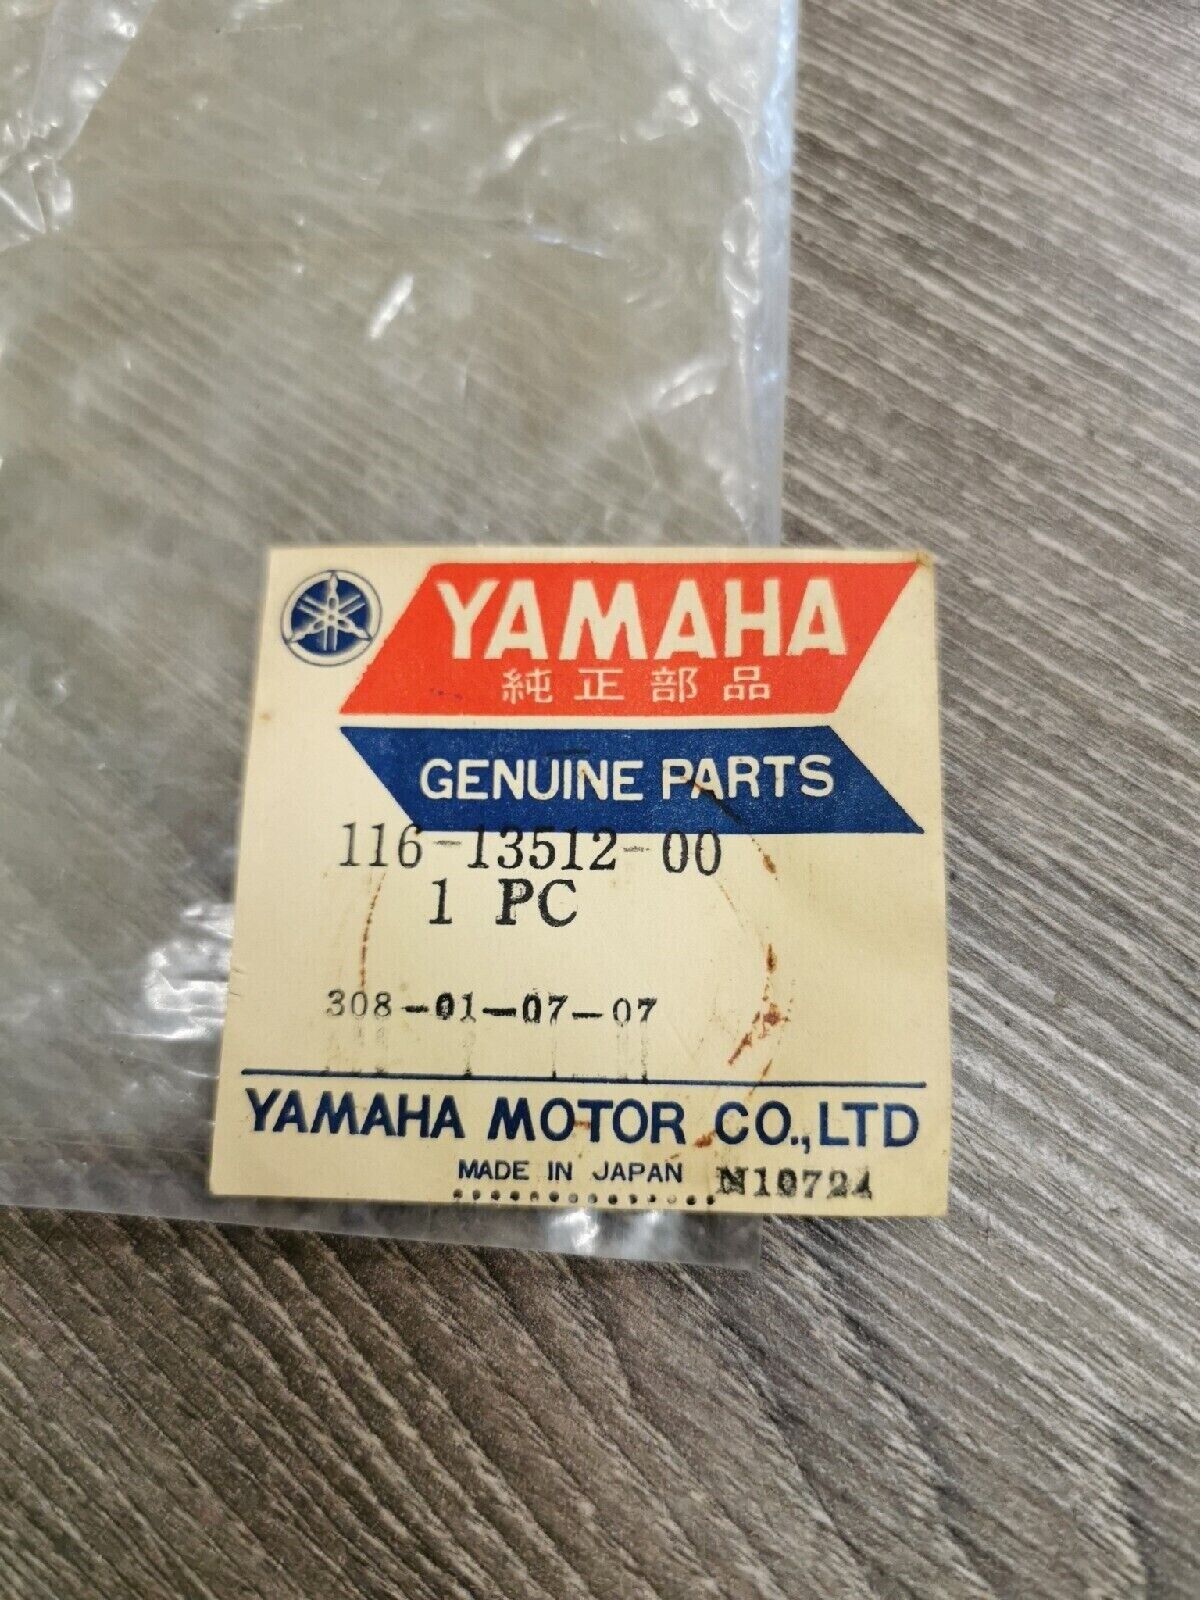 YAMAHA
純正部品
GENUINE PARTS
116-13512-00
1 PC
308-01-07-07
YAMAHA MOTOR CO.,LTD
MADE IN JAPAN N10724